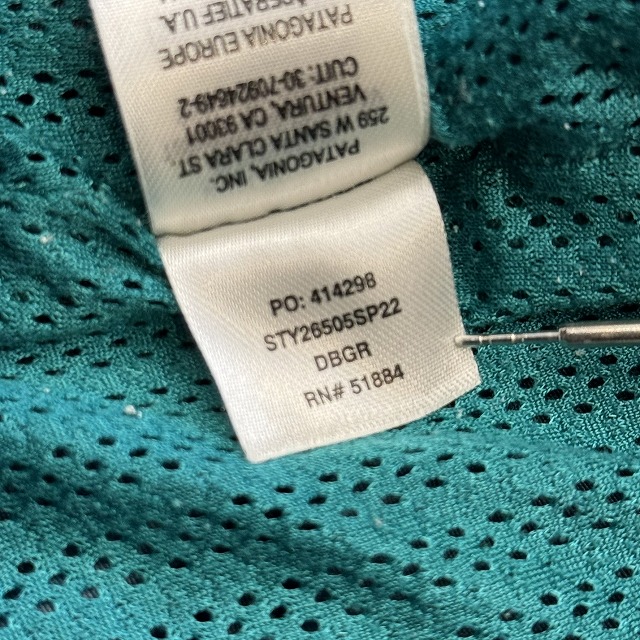 PATAGONIA, INC.
259 W SANTA CLARA ST.
VENTURA, CA 93001
CUIT: 30-70924649-2
PATAGONIA EUROPE
U.A.
PO: 414298
STY26505SP22
DBGR
RN# 51884